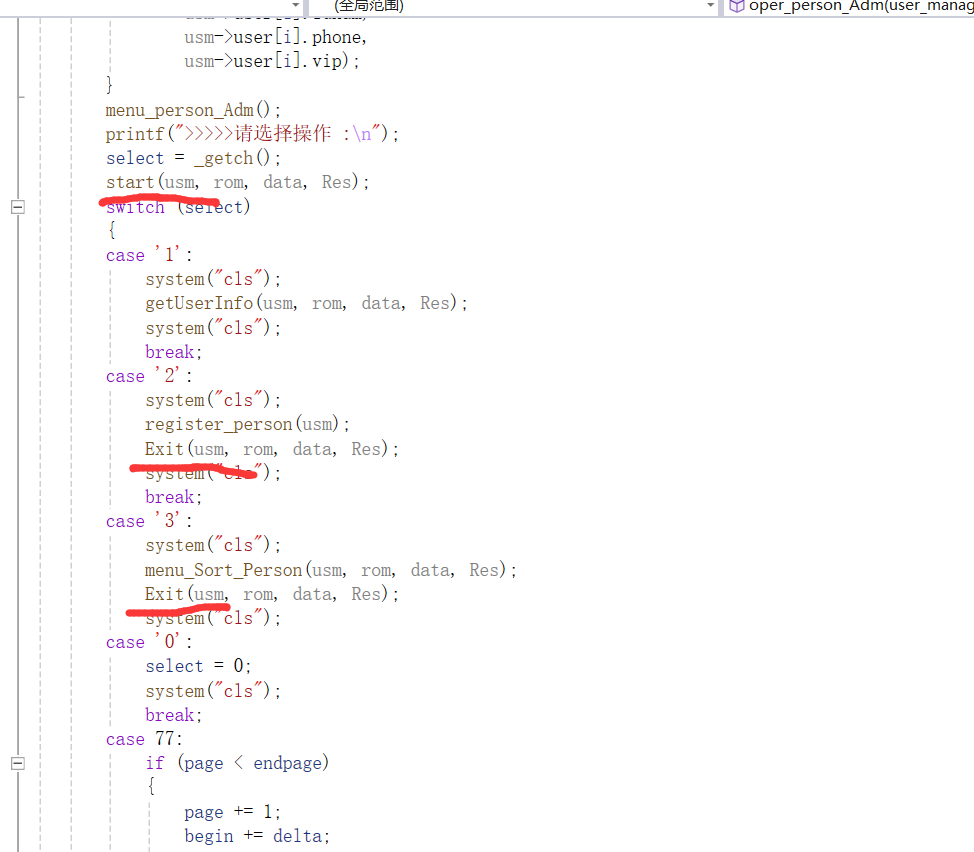 (全局范围) oper_person_Adm(user_manag
usm->user[i].phone,
usm->user[i].vip);
}
menu_person_Adm();
printf(">>>>>请选择操作 :\n");
select = _getch();
start(usm, rom, data, Res);
switch (select)
{
case '1':
system("cls");
getUserInfo(usm, rom, data, Res);
system("cls");
break;
case '2':
system("cls");
register_person(usm);
Exit(usm, rom, data, Res);
system("cls");
break;
case '3':
system("cls");
menu_Sort_Person(usm, rom, data, Res);
Exit(usm, rom, data, Res);
system("cls");
case '0':
select = 0;
system("cls");
break;
case 77:
if (page < endpage)
{
page += 1;
begin += delta;